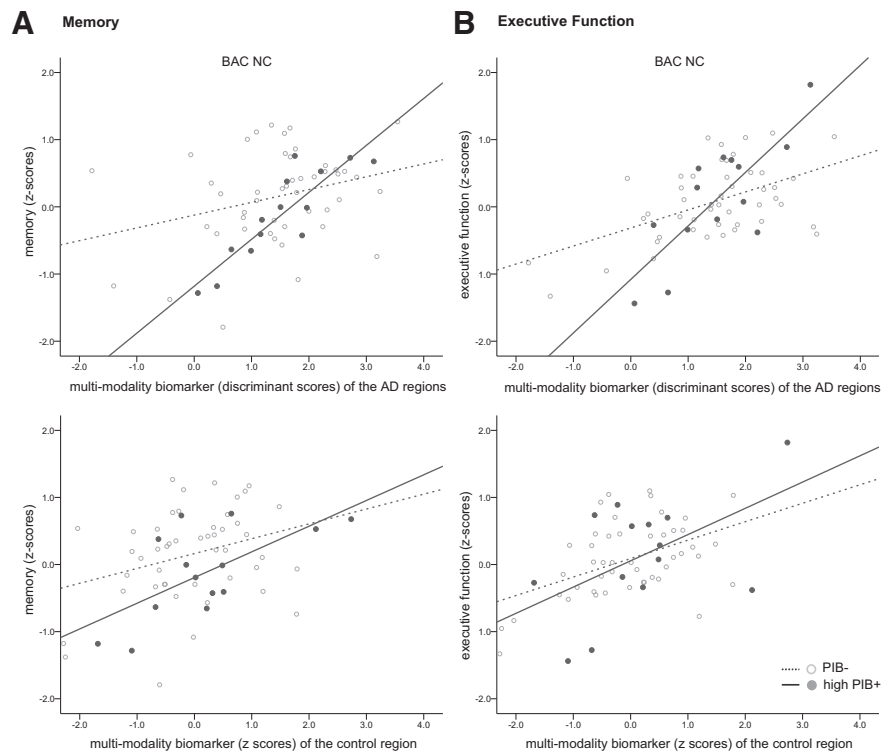 A Memory
B Executive Function
BAC NC
2.0
1.0
0.0
1.0
-2.0
memory (z-scores)
-2.0 -1.0 0.0 1.0 2.0 3.0 4.0
multi-modality biomarker (discriminant scores) of the AD regions
BAC NC
2.0
1.0
0.0
1.0
-2.0
executive function (z-scores)
-2.0 -1.0 0.0 1.0 2.0 3.0 4.0
multi-modality biomarker (discriminant scores) of the AD regions
2.0
1.0
0.0
1.0
-2.0
memory (z-scores)
-2.0 -1.0 0.0 1.0 2.0 3.0 4.0
multi-modality biomarker (z scores) of the control region
2.0
1.0
0.0
1.0
-2.0
executive function (z-scores)
PIB-
high PIB+
-2.0 -1.0 0.0 1.0 2.0 3.0 4.0
multi-modality biomarker (z scores) of the control region